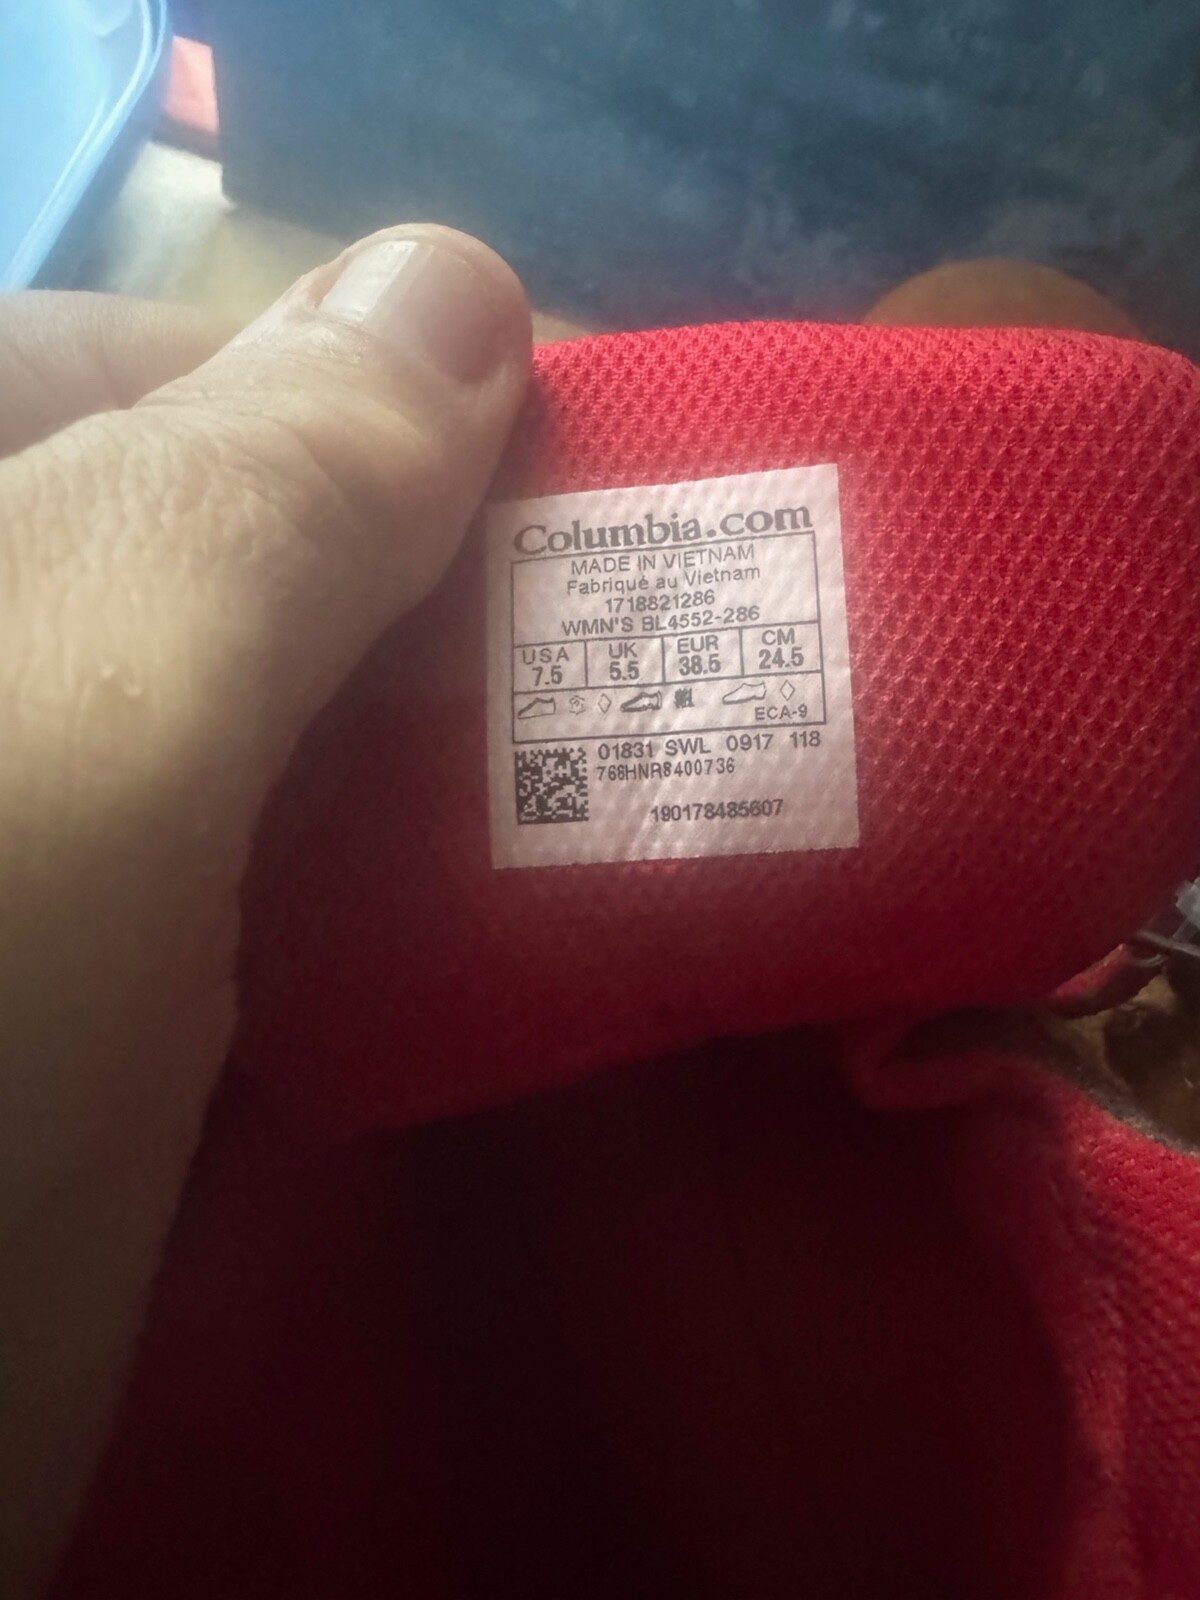 Columbia.com
MADE IN VIETNAM
Fabriqué au Vietnam
1718821286
WMN'S BL4552-286
USA UK EUR CM
7.5 5.5 38.5 24.5
ECA-9
01831 SWL 0917 118
768HNR8400736
190178485607